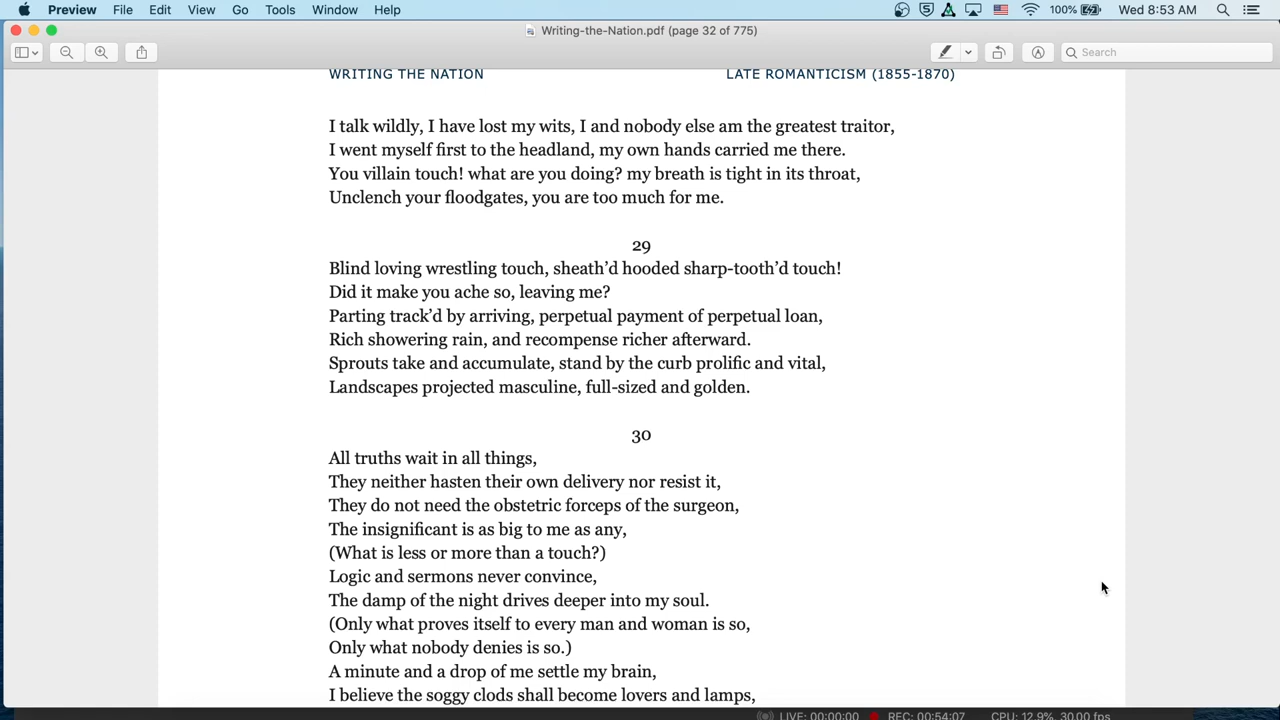 Preview File Edit View Go Tools Window Help 100% Wed 8:53 AM
Writing-the-Nation.pdf (page 32 of 775)
Search
WRITING THE NATION LATE ROMANTICISM (1855-1870)
I talk wildly, I have lost my wits, I and nobody else am the greatest traitor,
I went myself first to the headland, my own hands carried me there.
You villain touch! what are you doing? my breath is tight in its throat,
Unclench your floodgates, you are too much for me.
29
Blind loving wrestling touch, sheath’d hooded sharp-tooth’d touch!
Did it make you ache so, leaving me?
Parting track’d by arriving, perpetual payment of perpetual loan,
Rich showering rain, and recompense richer afterward.
Sprouts take and accumulate, stand by the curb prolific and vital,
Landscapes projected masculine, full-sized and golden.
30
All truths wait in all things,
They neither hasten their own delivery nor resist it,
They do not need the obstetric forceps of the surgeon,
The insignificant is as big to me as any,
(What is less or more than a touch?)
Logic and sermons never convince,
The damp of the night drives deeper into my soul.
(Only what proves itself to every man and woman is so,
Only what nobody denies is so.)
A minute and a drop of me settle my brain,
I believe the soggy clods shall become lovers and lamps,
LIVE: 00:00:00 REC: 00:54:07 CPU: 12.9%, 30.00 fps